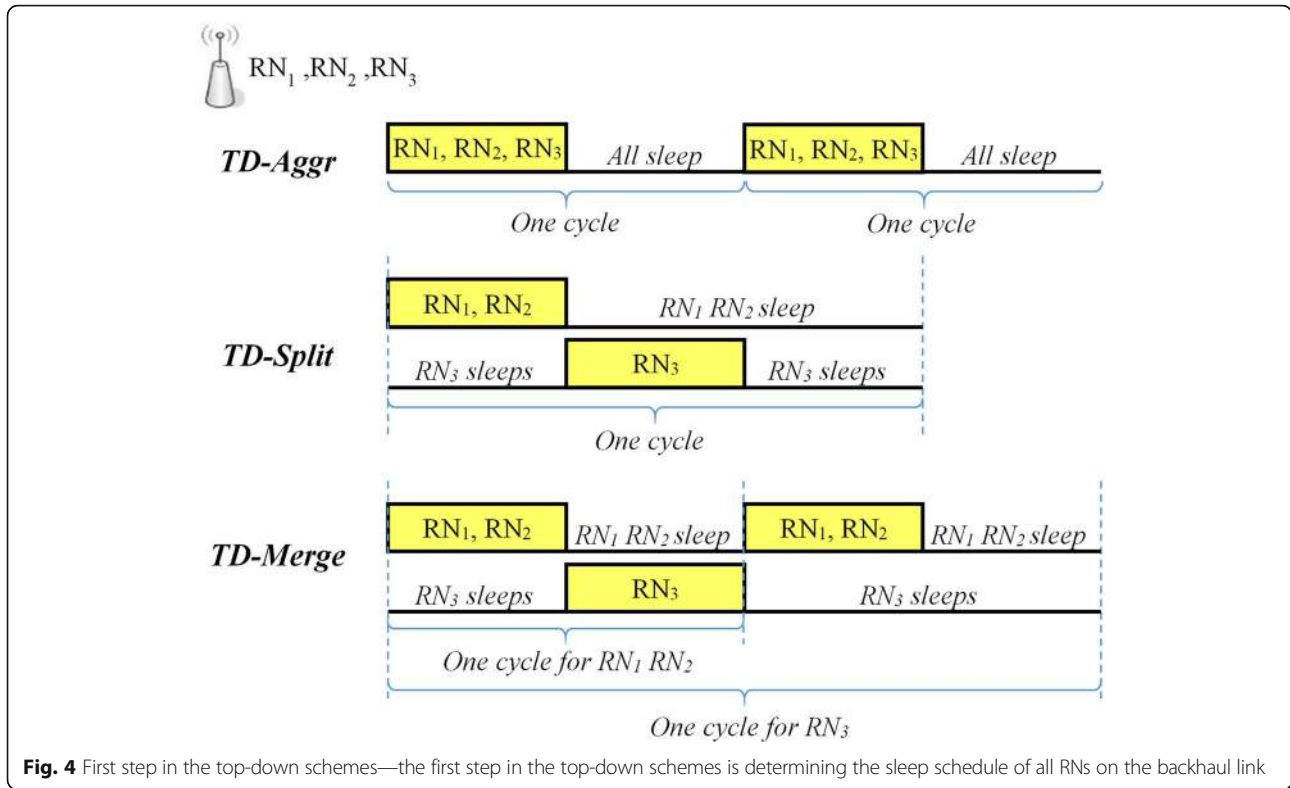 RN₁ ,RN₂ ,RN₃
TD-Aggr
RN₁, RN₂, RN₃
All sleep
RN₁, RN₂, RN₃
All sleep
One cycle
One cycle
TD-Split
RN₁, RN₂
RN₁ RN₂ sleep
RN₃ sleeps
RN₃
RN₃ sleeps
One cycle
TD-Merge
RN₁, RN₂
RN₁ RN₂ sleep
RN₁, RN₂
RN₁ RN₂ sleep
RN₃ sleeps
RN₃
RN₃ sleeps
One cycle for RN₁ RN₂
One cycle for RN₃
Fig. 4 First step in the top-down schemes—the first step in the top-down schemes is determining the sleep schedule of all RNs on the backhaul link